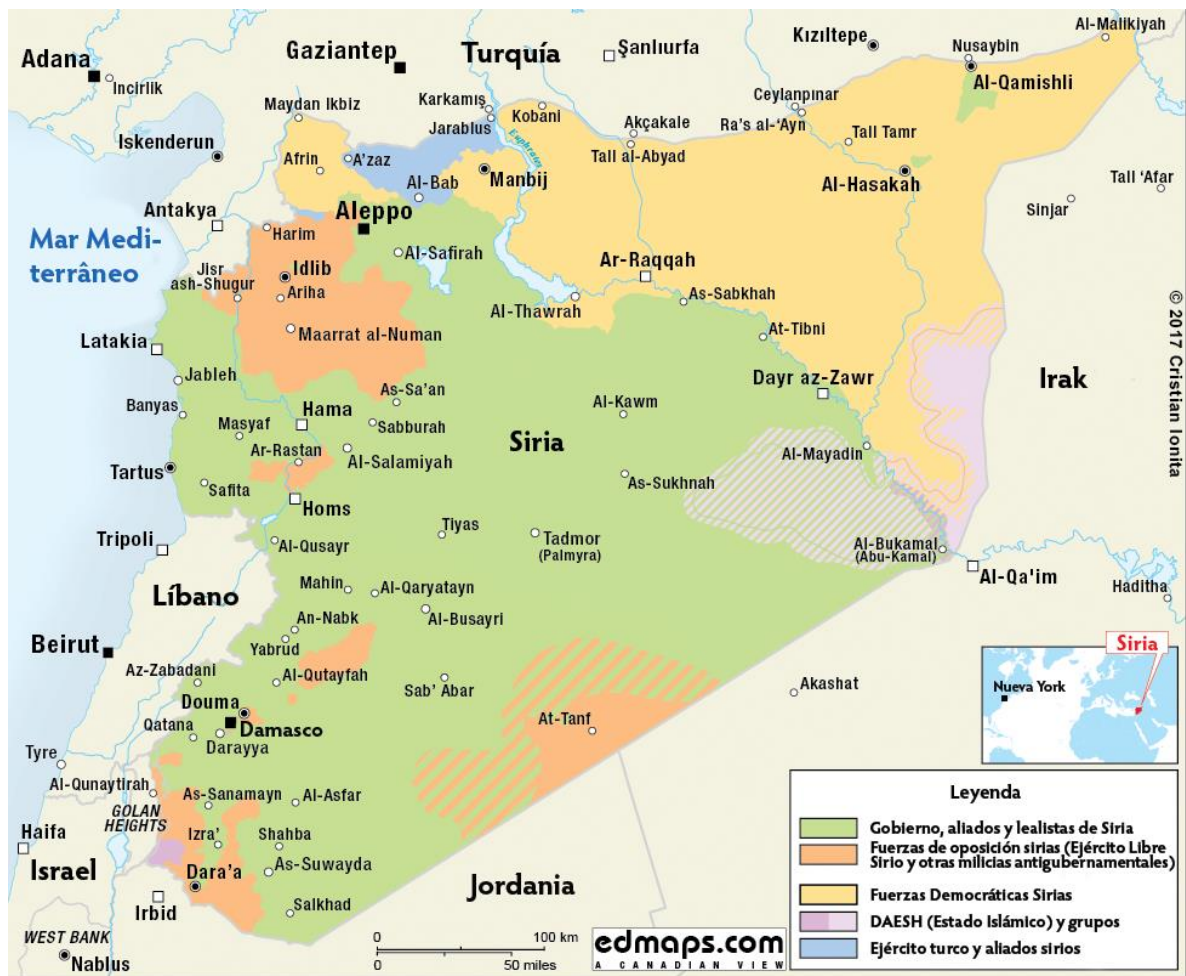 Adana
Incirlik
Gaziantep
Turquía
Şanlıurfa
Kızıltepe
Al-Malikiyah
Nusaybin
Al-Qamishli
Maydan Ikbiz
Karkamış
Jarablus
Kobani
Euphrates
Ceylanpınar
Akçakale
Ra's al-'Ayn
Tall Tamr
Iskenderun
Afrin
A'zaz
Tall al-Abyad
Al-Bab
Manbij
Al-Hasakah
Tall 'Afar
Sinjar
Antakya
Aleppo
Mar Medi-
terrâneo
Harim
Al-Safirah
Ar-Raqqah
Jisr
ash-Shugur
Idlib
Ariha
Al-Thawrah
As-Sabkhah
At-Tibni
Maarrat al-Numan
Latakia
Jableh
Dayr az-Zawr
Irak
As-Sa'an
Banyas
Masyaf
Hama
Sabburah
Al-Kawm
Siria
Ar-Rastan
Al-Salamiyah
Al-Mayadin
Tartus
Safita
As-Sukhnah
Homs
Tripoli
Al-Qusayr
Tiyas
Tadmor
(Palmyra)
Al-Bukamal
(Abu-Kamal)
Al-Qa'im
Haditha
Líbano
Mahin
Al-Qaryatayn
Al-Busayri
An-Nabk
Yabrud
Beirut
Az-Zabadani
Al-Qutayfah
Sab' Abar
Akashat
Douma
Damasco
Qatana
Darayya
At-Tanf
Tyre
Al-Qunaytirah
GOLAN
HEIGHTS
As-Sanamayn
Al-Asfar
Izra'
Shahba
Haifa
Israel
Dara'a
As-Suwayda
Jordania
Irbid
Salkhad
WEST BANK
Nablus
0 100 km
0 50 miles
edmaps.com
A CANADIAN VIEW
© 2017 Cristian Ionita
Siria
Nueva York
Leyenda
Gobierno, aliados y lealistas de Siria
Fuerzas de oposición sirias (Ejército Libre
Sirio y otras milicias antigubernamentales)
Fuerzas Democráticas Sirias
DAESH (Estado Islámico) y grupos
Ejército turco y aliados sirios